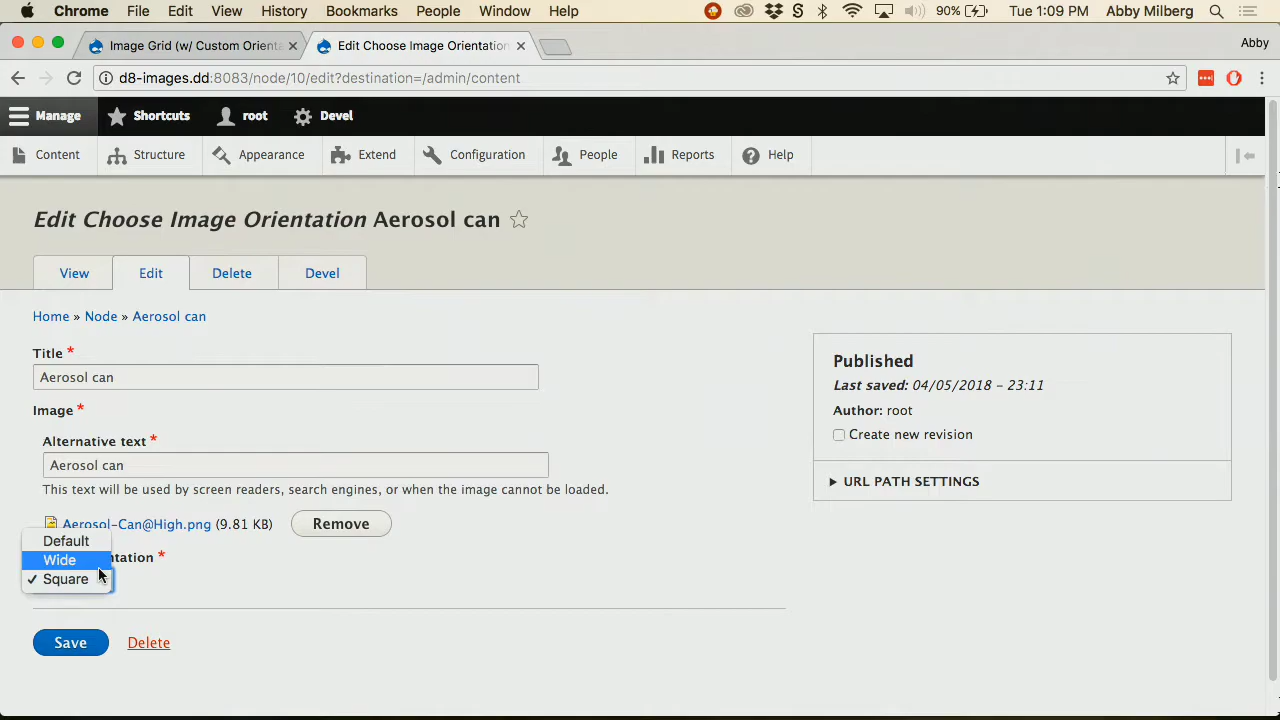 Chrome File Edit View History Bookmarks People Window Help 90% Tue 1:09 PM Abby Milberg
Image Grid (w/ Custom Orienta Edit Choose Image Orientation Abby
d8-images.dd:8083/node/10/edit?destination=/admin/content
Manage Shortcuts root Devel
Content Structure Appearance Extend Configuration People Reports Help
Edit Choose Image Orientation Aerosol can
View Edit Delete Devel
Home » Node » Aerosol can
Title *
Aerosol can
Image *
Alternative text *
Aerosol can
This text will be used by screen readers, search engines, or when the image cannot be loaded.
Aerosol-Can@High.png (9.81 KB) Remove
Default
Wide
ntation *
✓ Square
Save Delete
Published
Last saved: 04/05/2018 - 23:11
Author: root
Create new revision
URL PATH SETTINGS